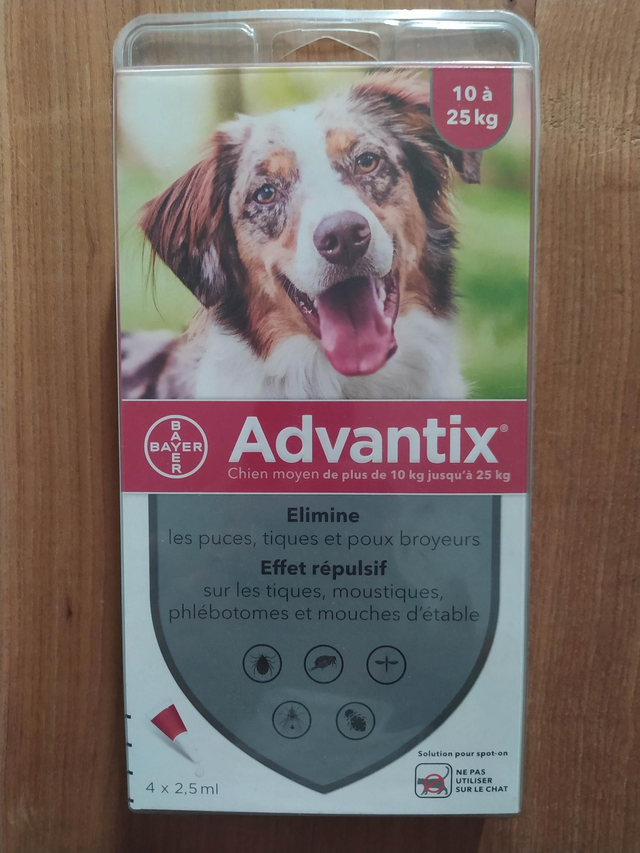 10 à
25 kg
BAYER
BAYER
Advantix®
Chien moyen de plus de 10 kg jusqu'à 25 kg
Elimine
les puces, tiques et poux broyeurs
Effet répulsif
sur les tiques, moustiques,
phlébotomes et mouches d'étable
Solution pour spot-on
NE PAS
UTILISER
SUR LE CHAT
4 x 2,5 ml